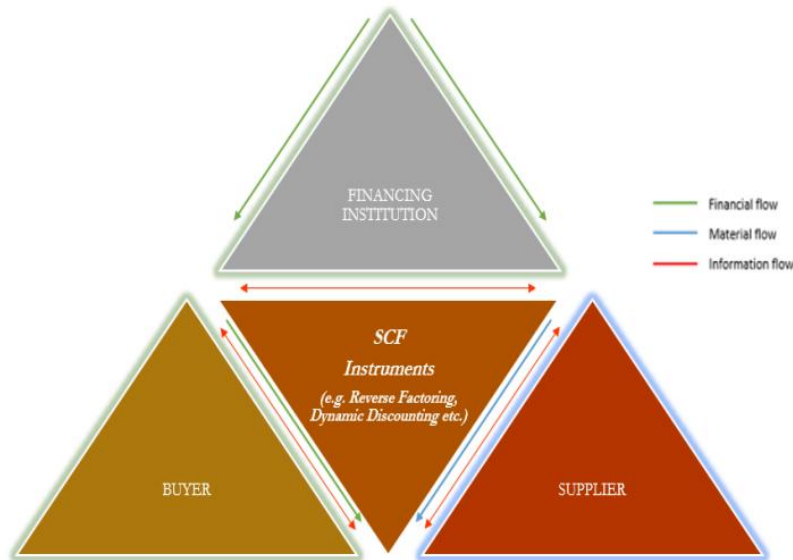 FINANCING
INSTITUTION
Financial flow
Material flow
Information flow
SCF
Instruments
(e.g. Reverse Factoring,
Dynamic Discounting etc.)
BUYER
SUPPLIER